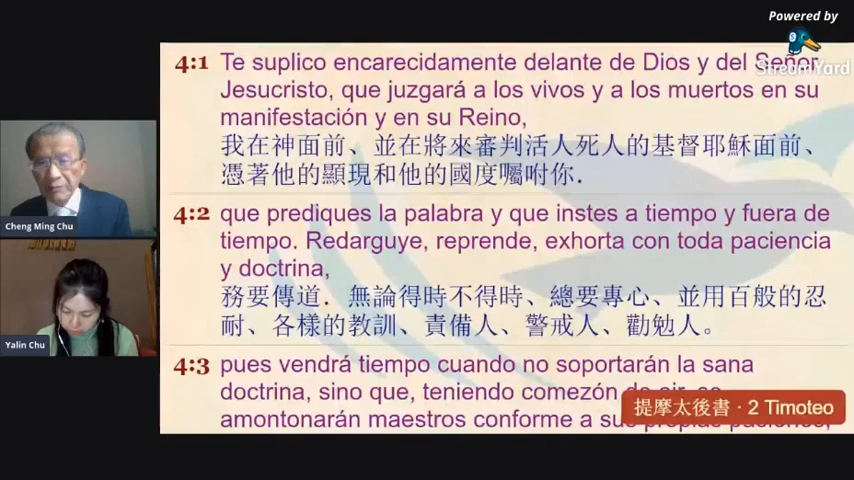 Powered by
StreamYard
4:1 Te suplico encarecidamente delante de Dios y del Señor
Jesucristo, que juzgará a los vivos y a los muertos en su
manifestación y en su Reino,
我在神面前、並在將來審判活人死人的基督耶穌面前、
憑著他的顯現和他的國度囑咐你．
4:2 que prediques la palabra y que instes a tiempo y fuera de
tiempo. Redarguye, reprende, exhorta con toda paciencia
y doctrina,
務要傳道．無論得時不得時、總要專心、並用百般的忍
耐、各樣的教訓、責備人、警戒人、勸勉人。
4:3 pues vendrá tiempo cuando no soportarán la sana
doctrina, sino que, teniendo comezón
amontonarán maestros conforme a sus
提摩太後書 · 2 Timoteo
Cheng Ming Chu
Yalin Chu